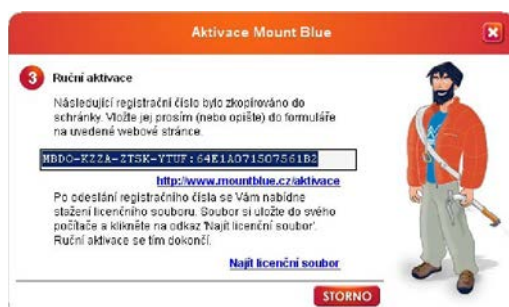 Aktivace Mount Blue
3 Ruční aktivace
Následující registrační číslo bylo zkopírováno do
schránky. Vložte jej prosím (nebo opište) do formuláře
na uvedené webové stránce.
MBDO-KZZA-ZTSK-YTUF:64E1A071507561B2
http://www.mountblue.cz/aktivace
Po odeslání registračního čísla se Vám nabídne
stažení licenčního souboru. Soubor si uložte do svého
počítače a klikněte na odkaz 'Najít licenční soubor'.
Ruční aktivace se tím dokončí.
Najít licenční soubor
STORNO